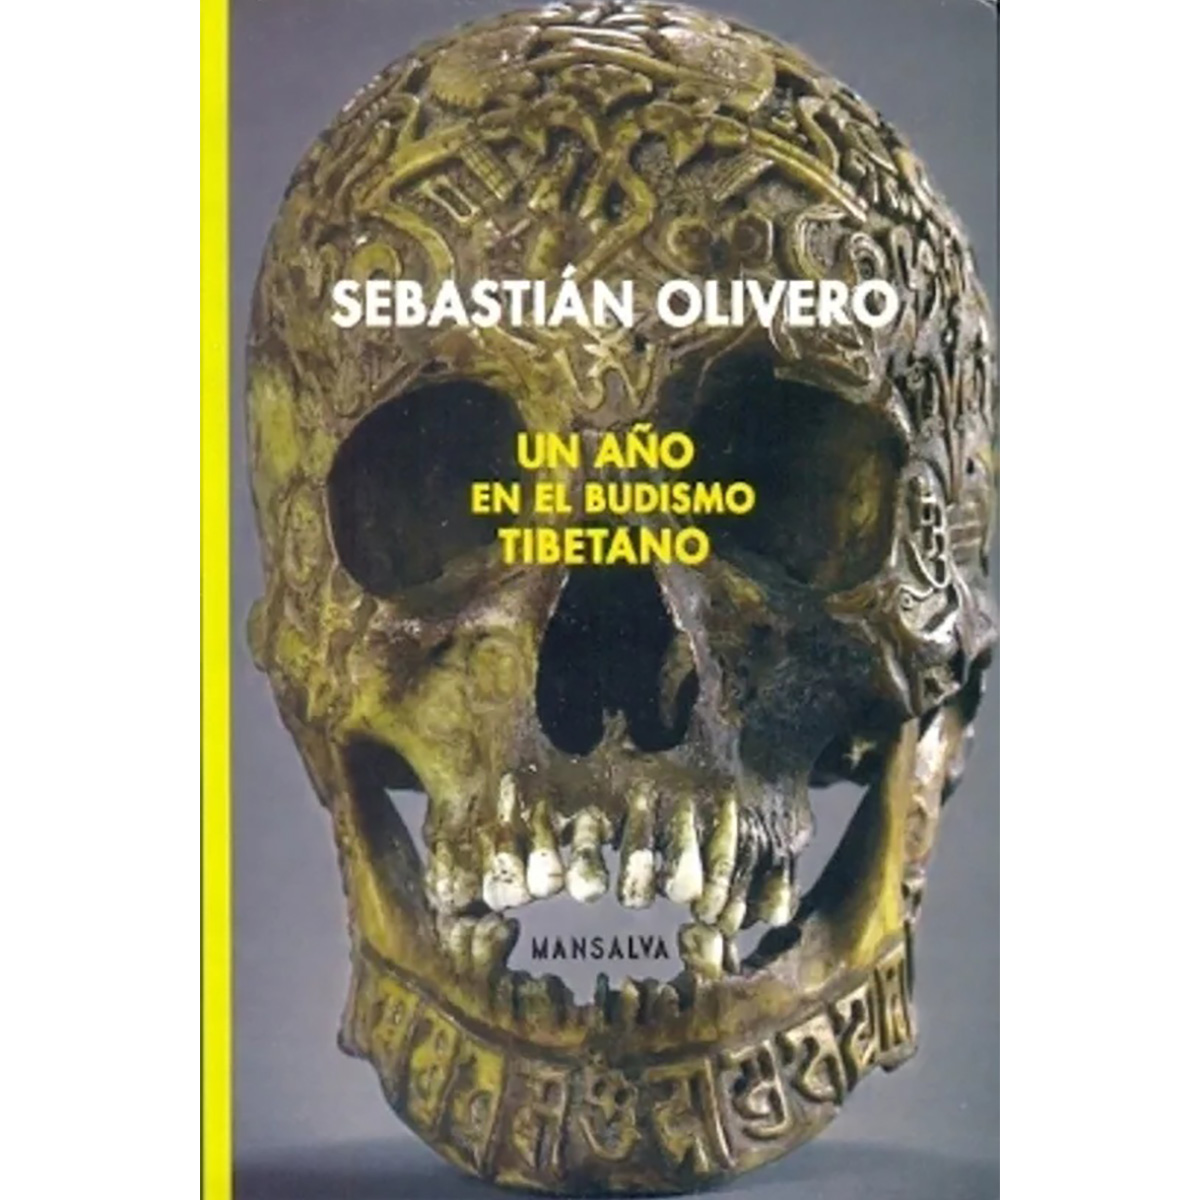 SEBASTIÁN OLIVERO
UN AÑO
EN EL BUDISMO
TIBETANO
MANSALVA